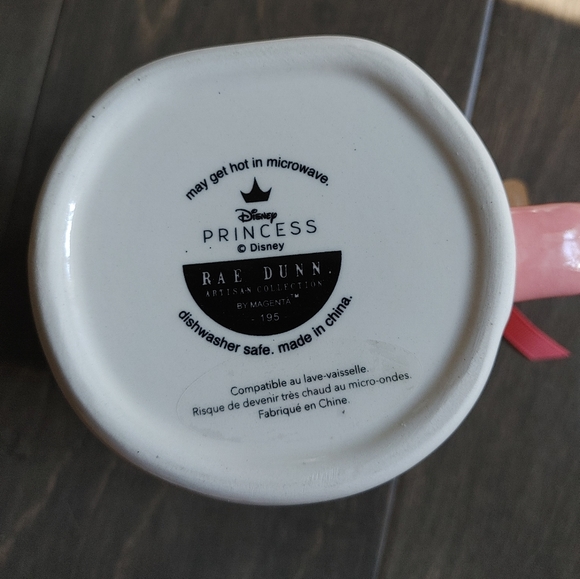 may get hot in microwave.
Disney
PRINCESS
© Disney
RAE DUNN.
ARTISAN COLLECTION
BY MAGENTA™
- 195 -
dishwasher safe. made in china.
Compatible au lave-vaisselle.
Risque de devenir très chaud au micro-ondes.
Fabriqué en Chine.